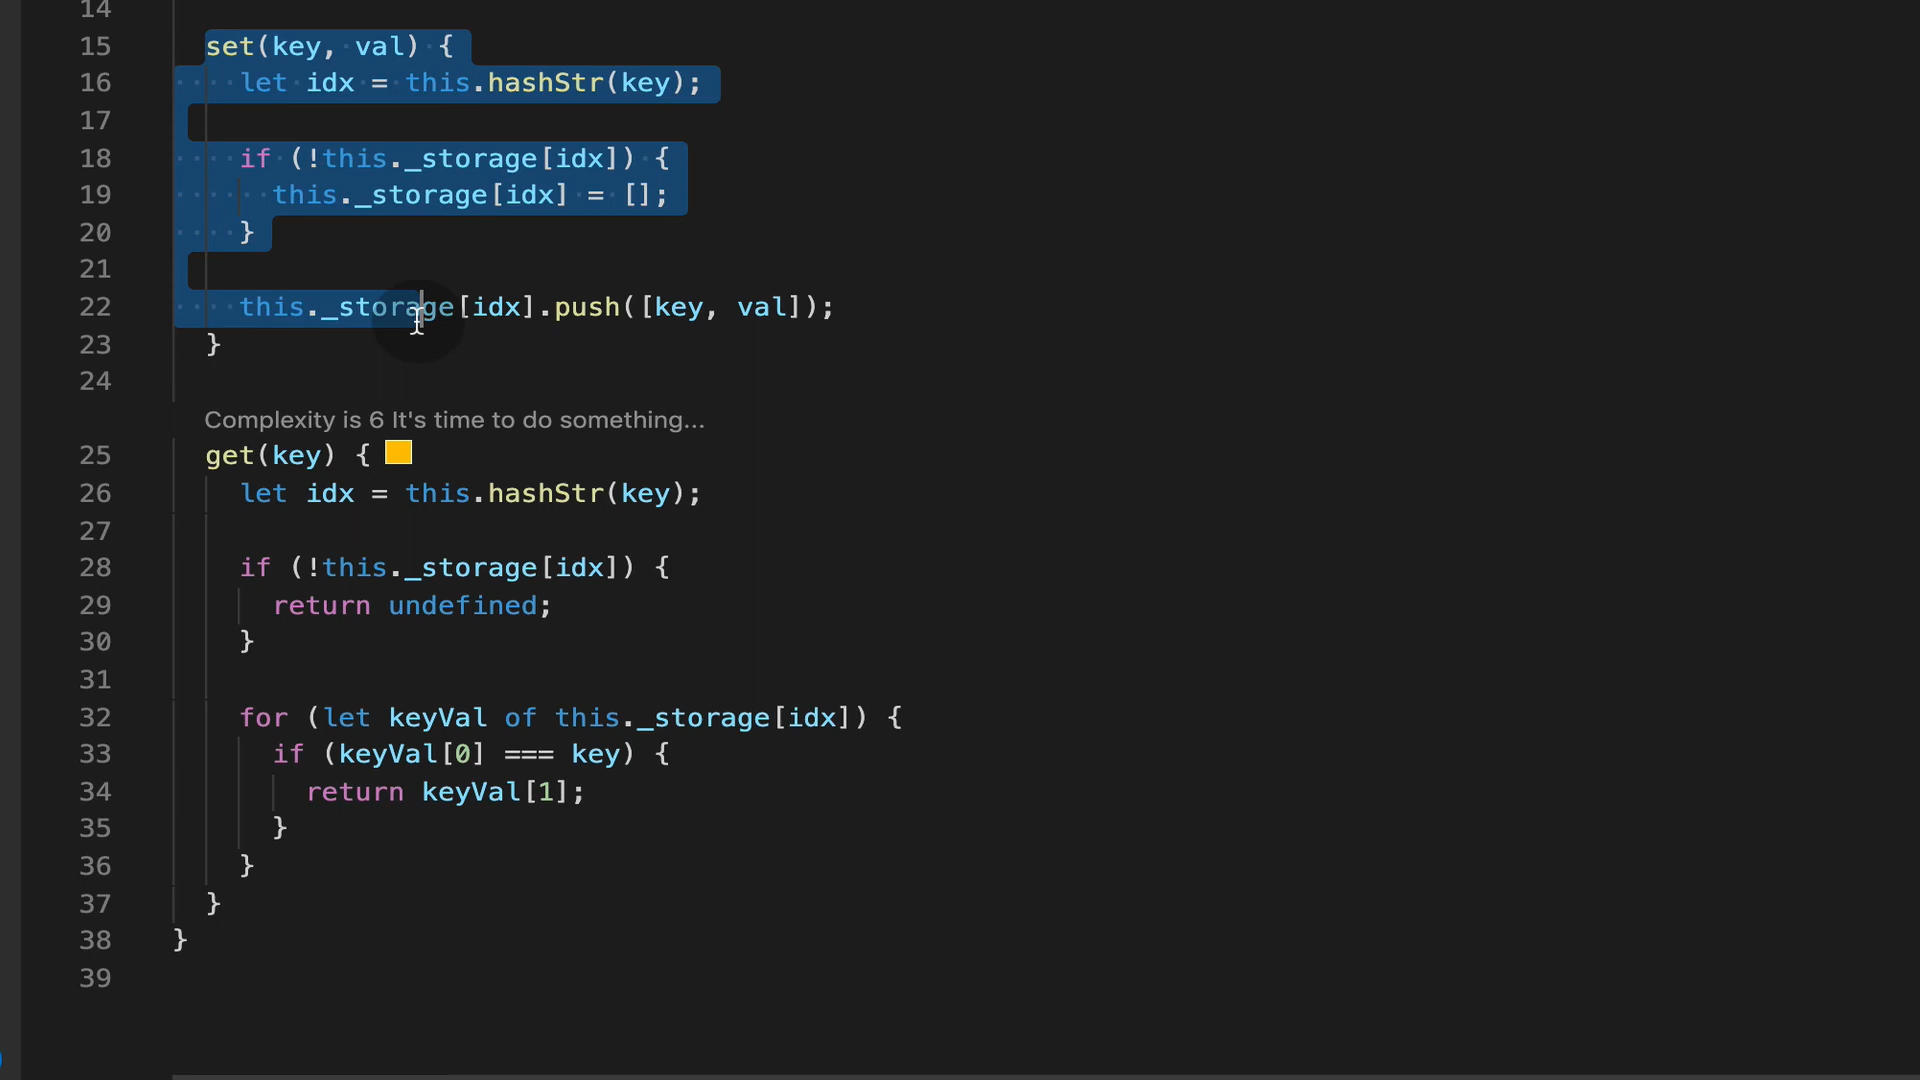 14
15 set(key, val) {
16 let idx = this.hashStr(key);
17
18 if (!this._storage[idx]) {
19 this._storage[idx] = [];
20 }
21
22 this._storage[idx].push([key, val]);
23 }
24
Complexity is 6 It's time to do something...
25 get(key) {
26 let idx = this.hashStr(key);
27
28 if (!this._storage[idx]) {
29 return undefined;
30 }
31
32 for (let keyVal of this._storage[idx]) {
33 if (keyVal[0] === key) {
34 return keyVal[1];
35 }
36 }
37 }
38 }
39